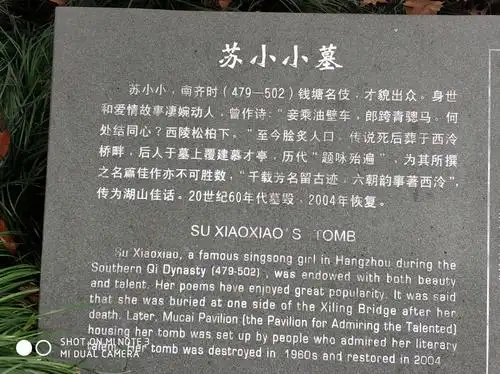 苏小小墓
苏小小，南齐时（479－502）钱塘名伎，才貌出众。身世
和爱情故事凄婉动人，曾作诗：“妾乘油壁车，郎跨青骢马。何
处结同心？西陵松柏下。”至今脍炙人口，传说死后葬于西泠
桥畔，后人于墓上覆建慕才亭，历代“题咏殆遍”，为其所撰
之名篇佳作亦不可胜数，“千载芳名留古迹，六朝韵事著西泠”，
传为湖山佳话。20世纪60年代墓毁，2004年恢复。
SU XIAOXIAO'S TOMB
Su Xiaoxiao, a famous singsong girl in Hangzhou during the
Southern Qi Dynasty (479-502), was endowed with both beauty
and talent. Her poems have enjoyed great popularity. It was said
that she was buried at one side of the Xiling Bridge after her
death. Later, Mucai Pavilion (the Pavilion for Admiring the Talented)
housing her tomb was set up by people who admired her literary
talent. Her tomb was destroyed in 1960s and restored in 2004
SHOT ON MI NOTE 3
MI DUAL CAMERA